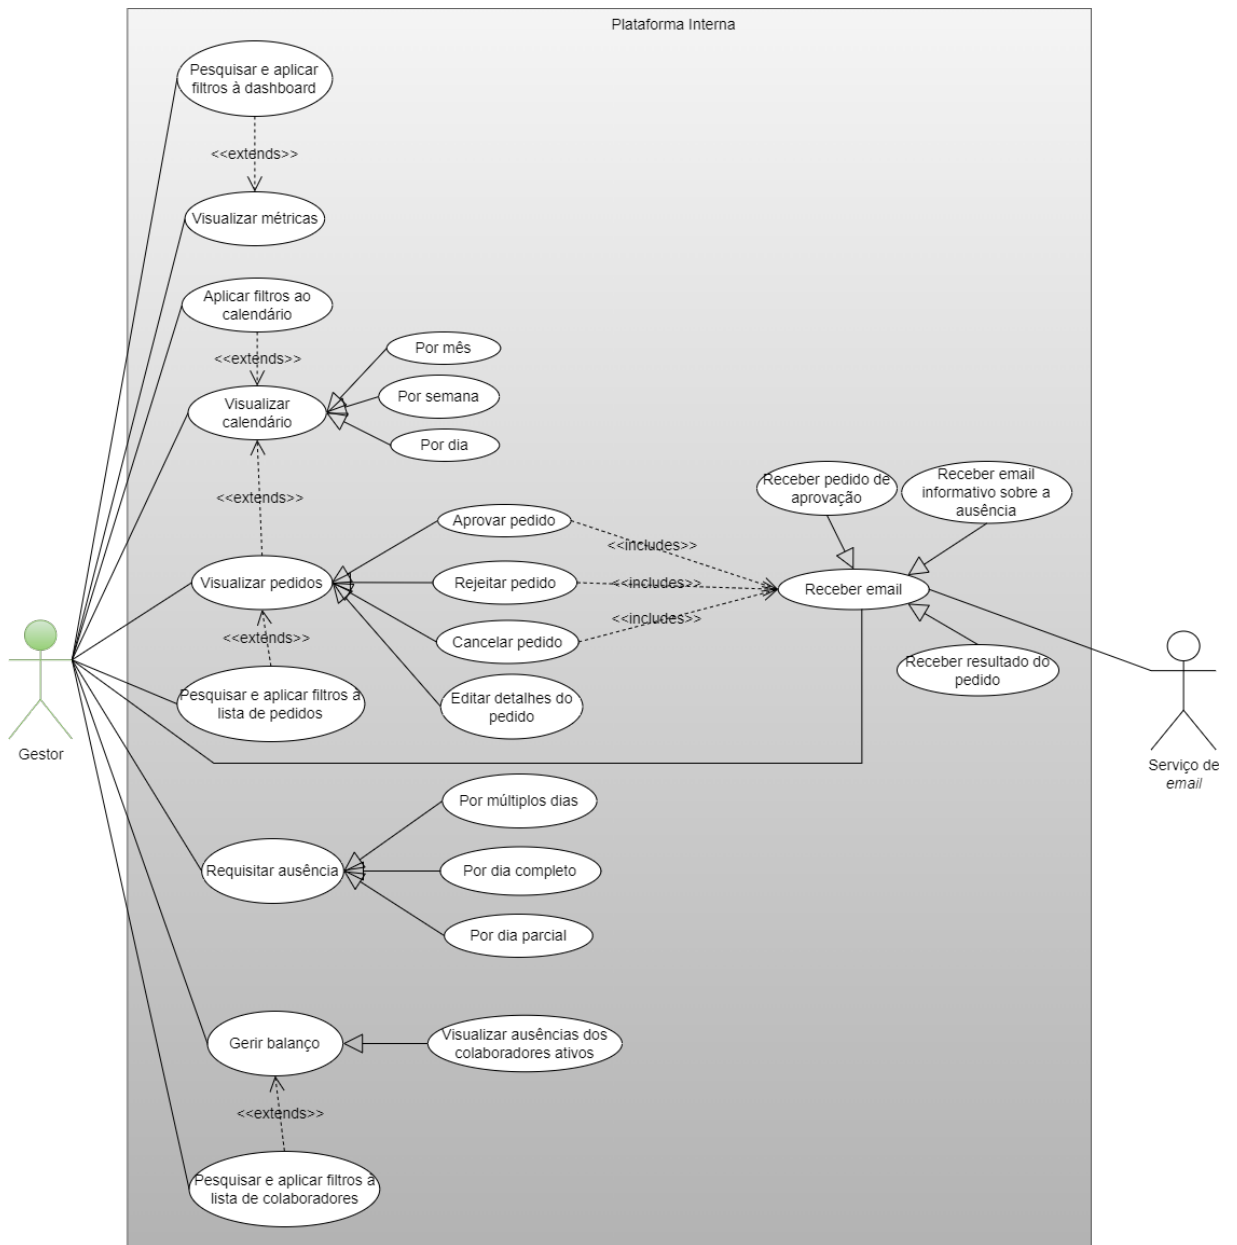 Plataforma Interna
Pesquisar e aplicar
filtros à dashboard
<<extends>>
Visualizar métricas
Aplicar filtros ao
calendário
<<extends>>
Visualizar
calendário
Por mês
Por semana
Por dia
<<extends>>
Visualizar pedidos
<<extends>>
Pesquisar e aplicar filtros à
lista de pedidos
Aprovar pedido
Rejeitar pedido
Cancelar pedido
Editar detalhes do
pedido
<<includes>>
<<includes>>
<<includes>>
Receber pedido de
aprovação
Receber email
informativo sobre a
ausência
Receber email
Receber resultado do
pedido
Gestor
Serviço de
email
Requisitar ausência
Por múltiplos dias
Por dia completo
Por dia parcial
Gerir balanço
Visualizar ausências dos
colaboradores ativos
<<extends>>
Pesquisar e aplicar filtros à
lista de colaboradores